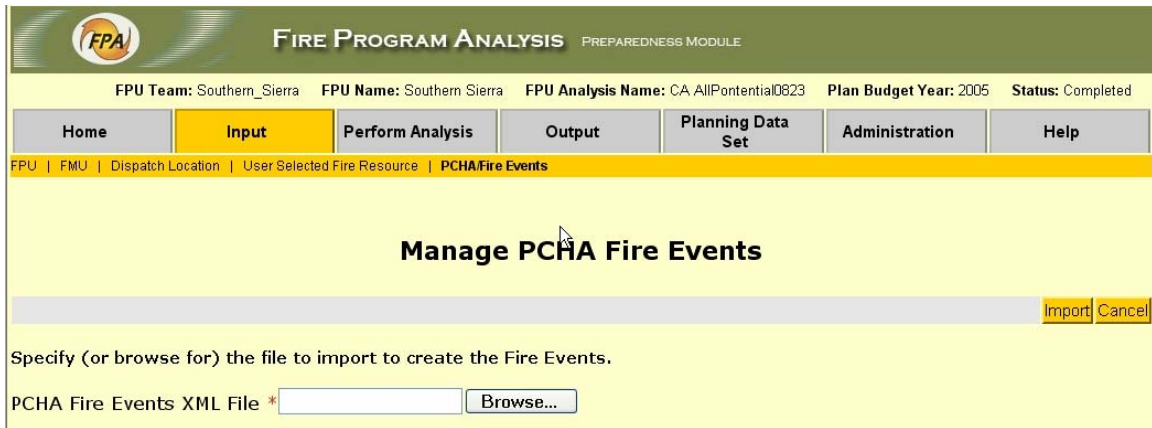 FPA FIRE PROGRAM ANALYSIS PREPAREDNESS MODULE
FPU Team: Southern_Sierra FPU Name: Southern Sierra FPU Analysis Name: CA AllPontential0823 Plan Budget Year: 2005 Status: Completed
Home Input Perform Analysis Output Planning Data Set Administration Help
FPU | FMU | Dispatch Location | User Selected Fire Resource | PCHA/Fire Events
Manage PCHA Fire Events
Import Cancel
Specify (or browse for) the file to import to create the Fire Events.
PCHA Fire Events XML File * Browse...